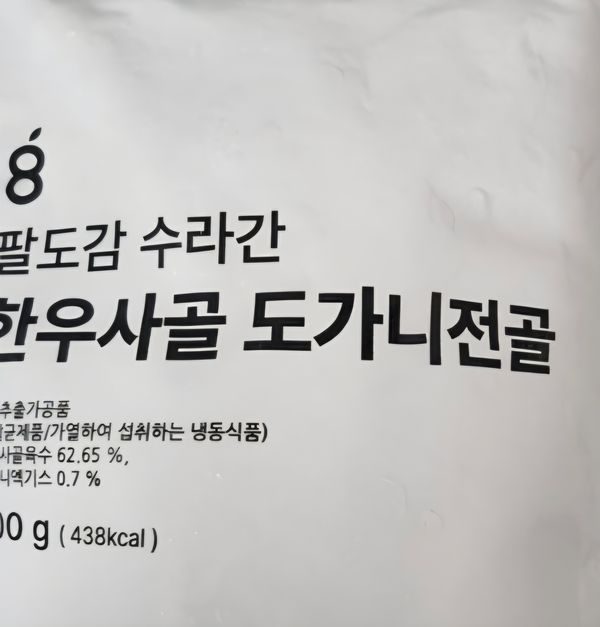 8
팔도감 수라간
한우사골 도가니전골
추출가공품
살균제품/가열하여 섭취하는 냉동식품)
사골육수 62.65 %,
니엑기스 0.7 %
00 g ( 438kcal )